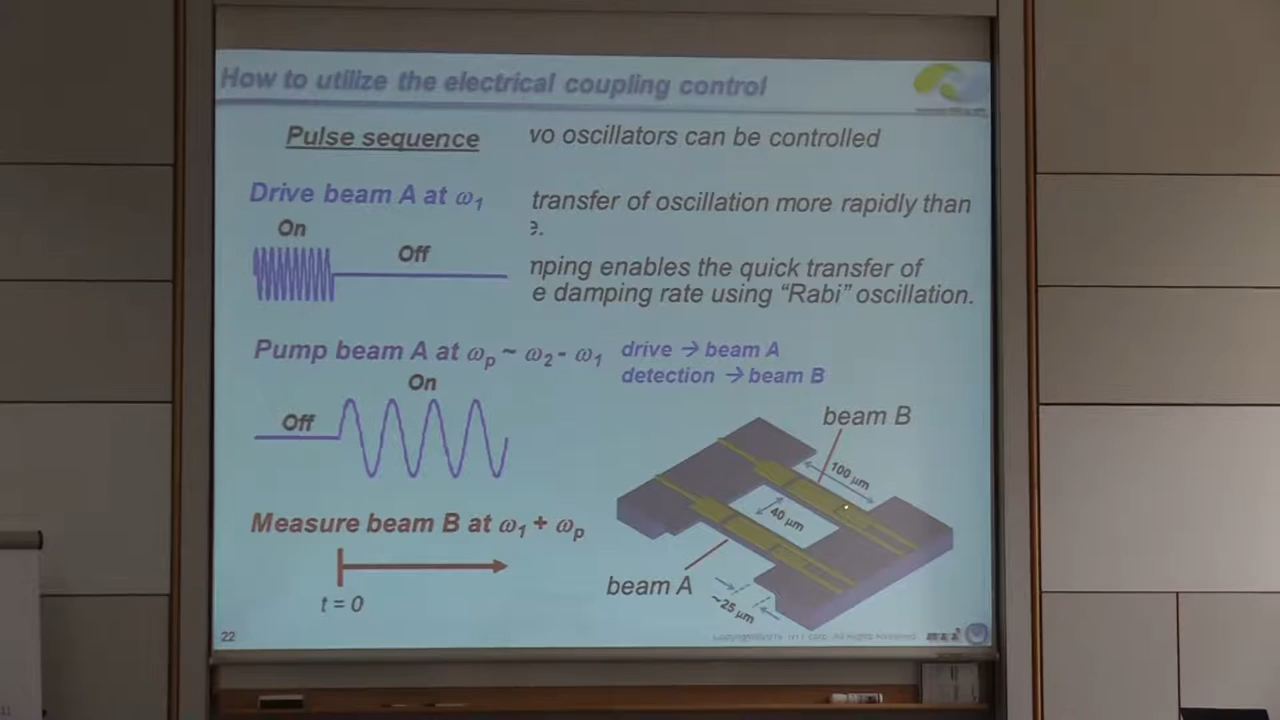 How to utilize the electrical coupling control
Pulse sequence
vo oscillators can be controlled
Drive beam A at ω1
transfer of oscillation more rapidly than
e.
On
Off
nping enables the quick transfer of
e damping rate using “Rabi” oscillation.
Pump beam A at ωp ~ ω2 - ω1
drive → beam A
detection → beam B
On
Off
beam B
100 μm
40 μm
Measure beam B at ω1 + ωp
beam A
~25 μm
t = 0
22